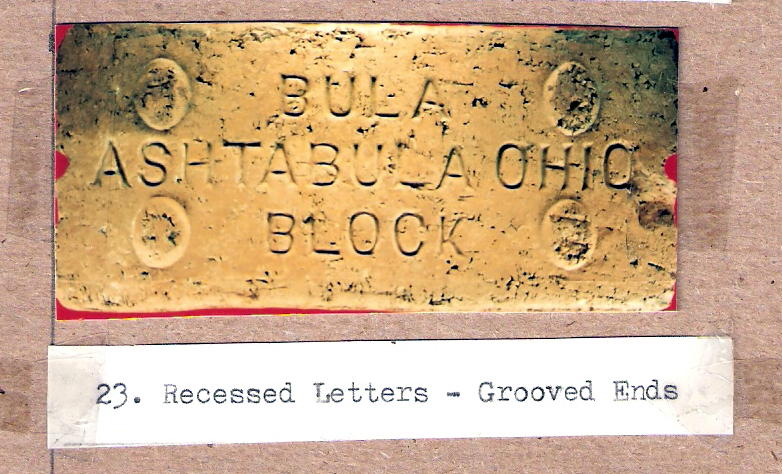 BULA
ASHTABULA OHIO
BLOCK
23. Recessed Letters - Grooved Ends